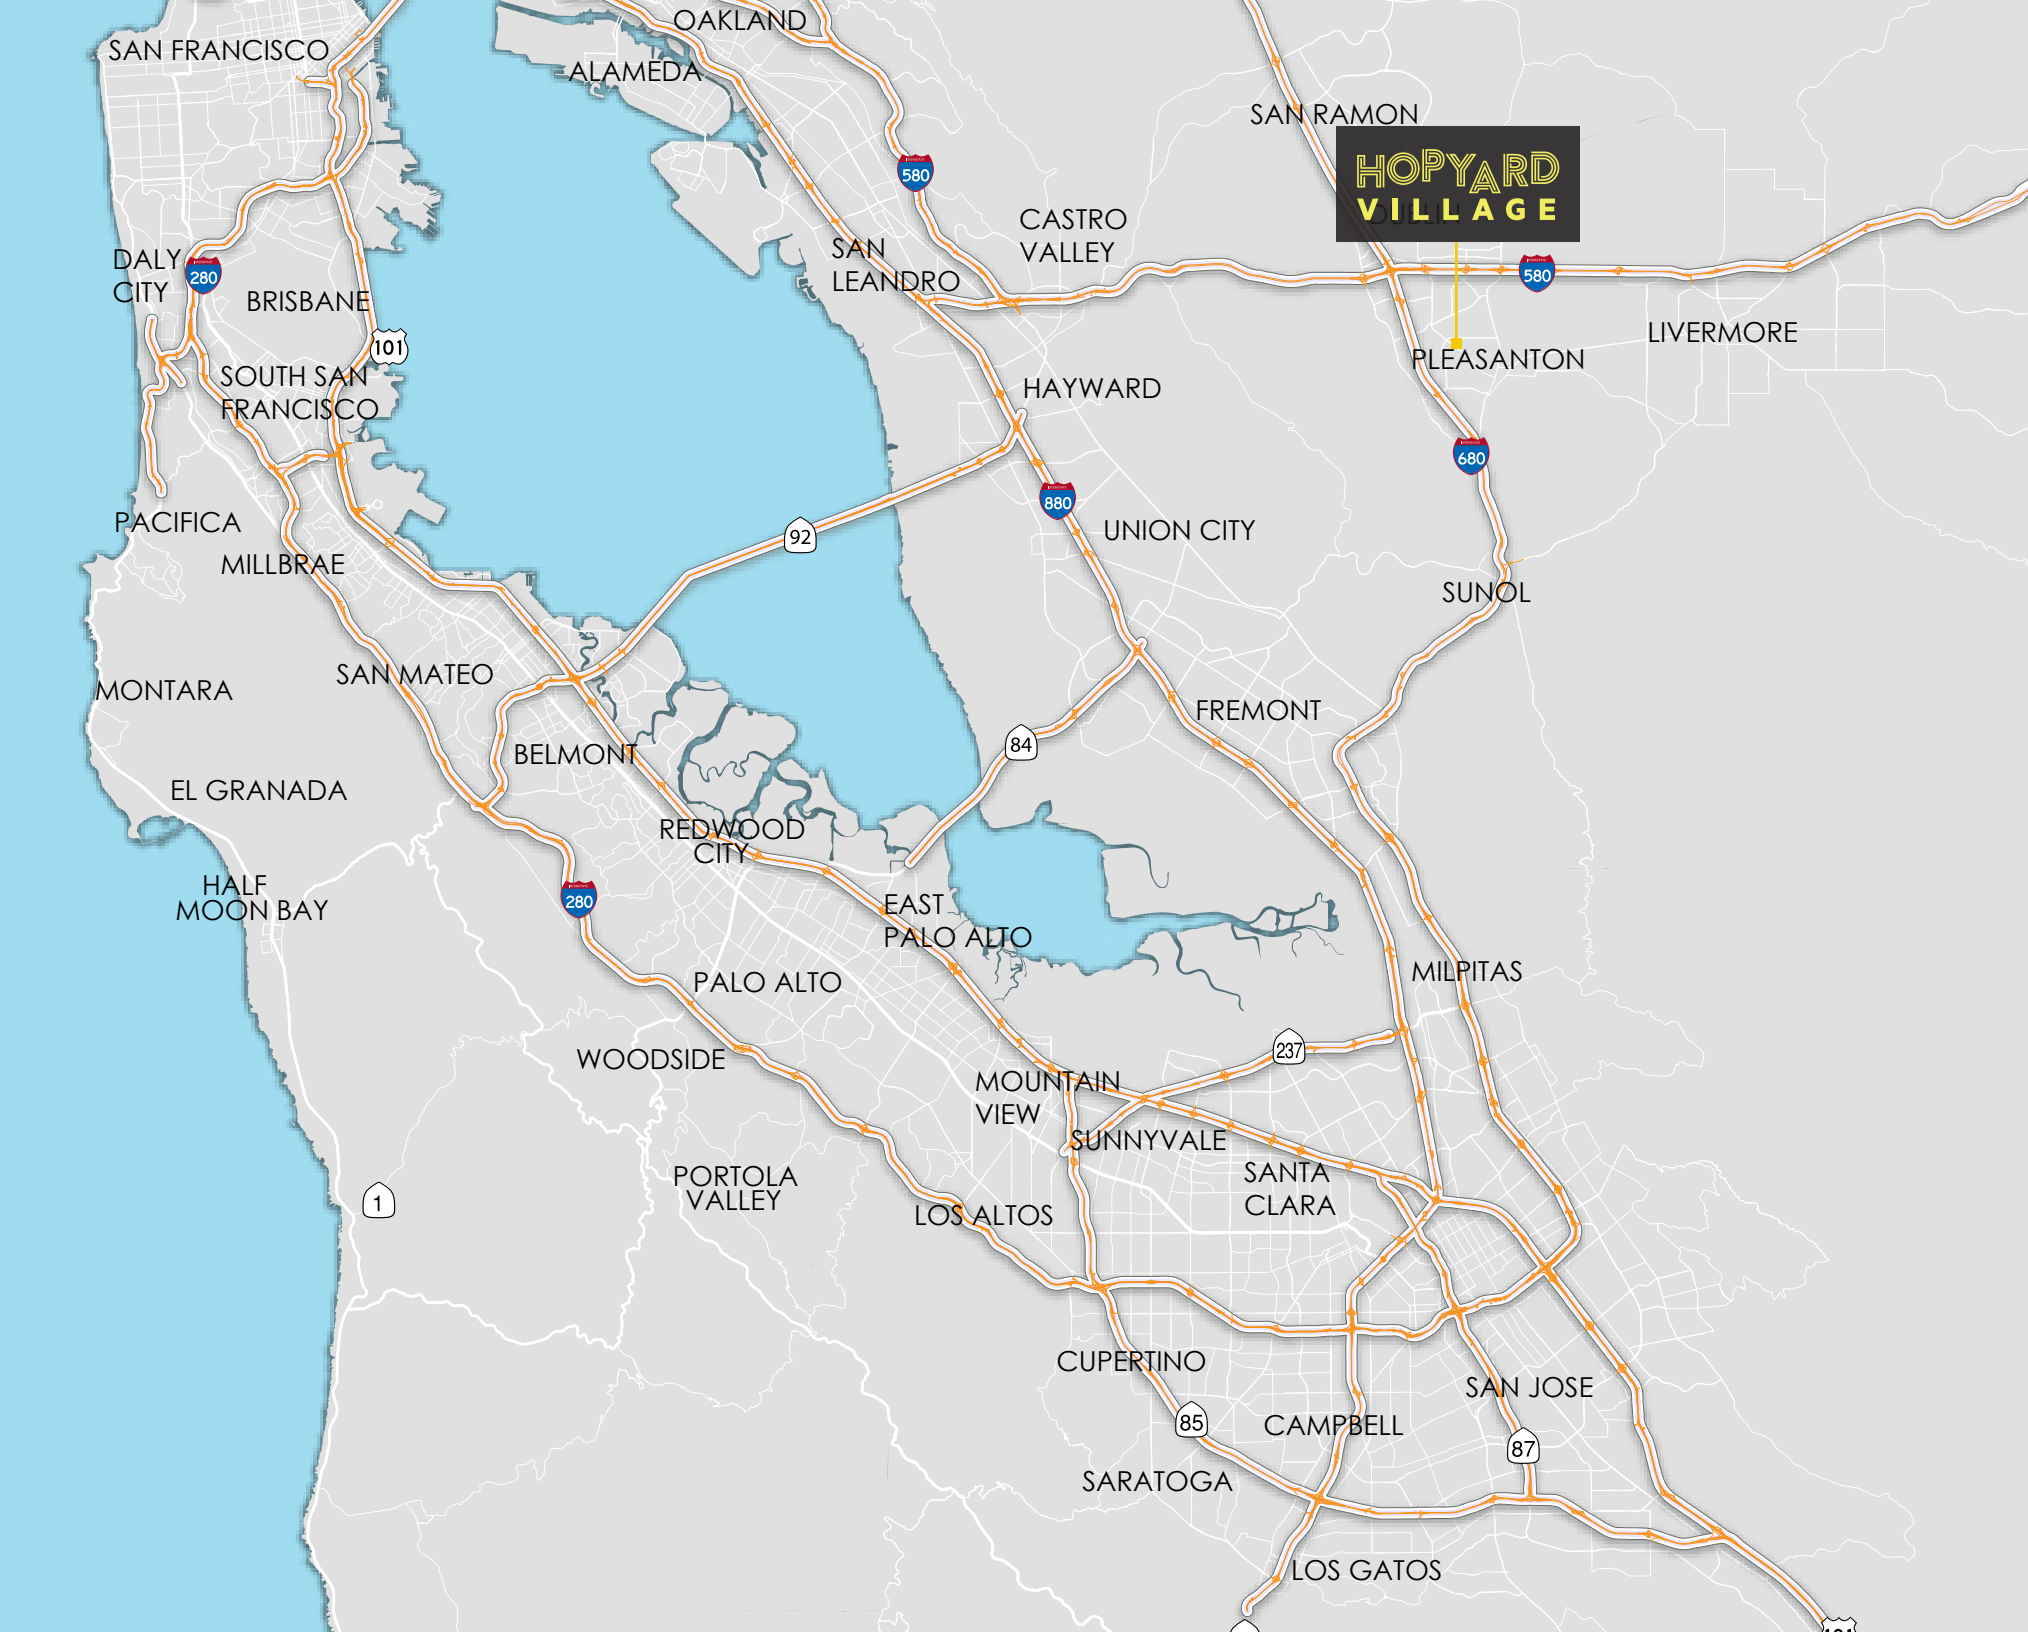 OAKLAND
SAN FRANCISCO
ALAMEDA
SAN RAMON
HOPYARD
VILLAGE
DUBLIN
580
CASTRO
VALLEY
SAN
LEANDRO
DALY
CITY
280
BRISBANE
580
101
LIVERMORE
PLEASANTON
SOUTH SAN
FRANCISCO
HAYWARD
680
880
PACIFICA
UNION CITY
92
MILLBRAE
SUNOL
SAN MATEO
MONTARA
FREMONT
84
BELMONT
EL GRANADA
REDWOOD
CITY
HALF
MOON BAY
280
EAST
PALO ALTO
MILPITAS
PALO ALTO
237
WOODSIDE
MOUNTAIN
VIEW
SUNNYVALE
PORTOLA
VALLEY
SANTA
CLARA
1
LOS ALTOS
CUPERTINO
SAN JOSE
85
CAMPBELL
87
SARATOGA
LOS GATOS
101